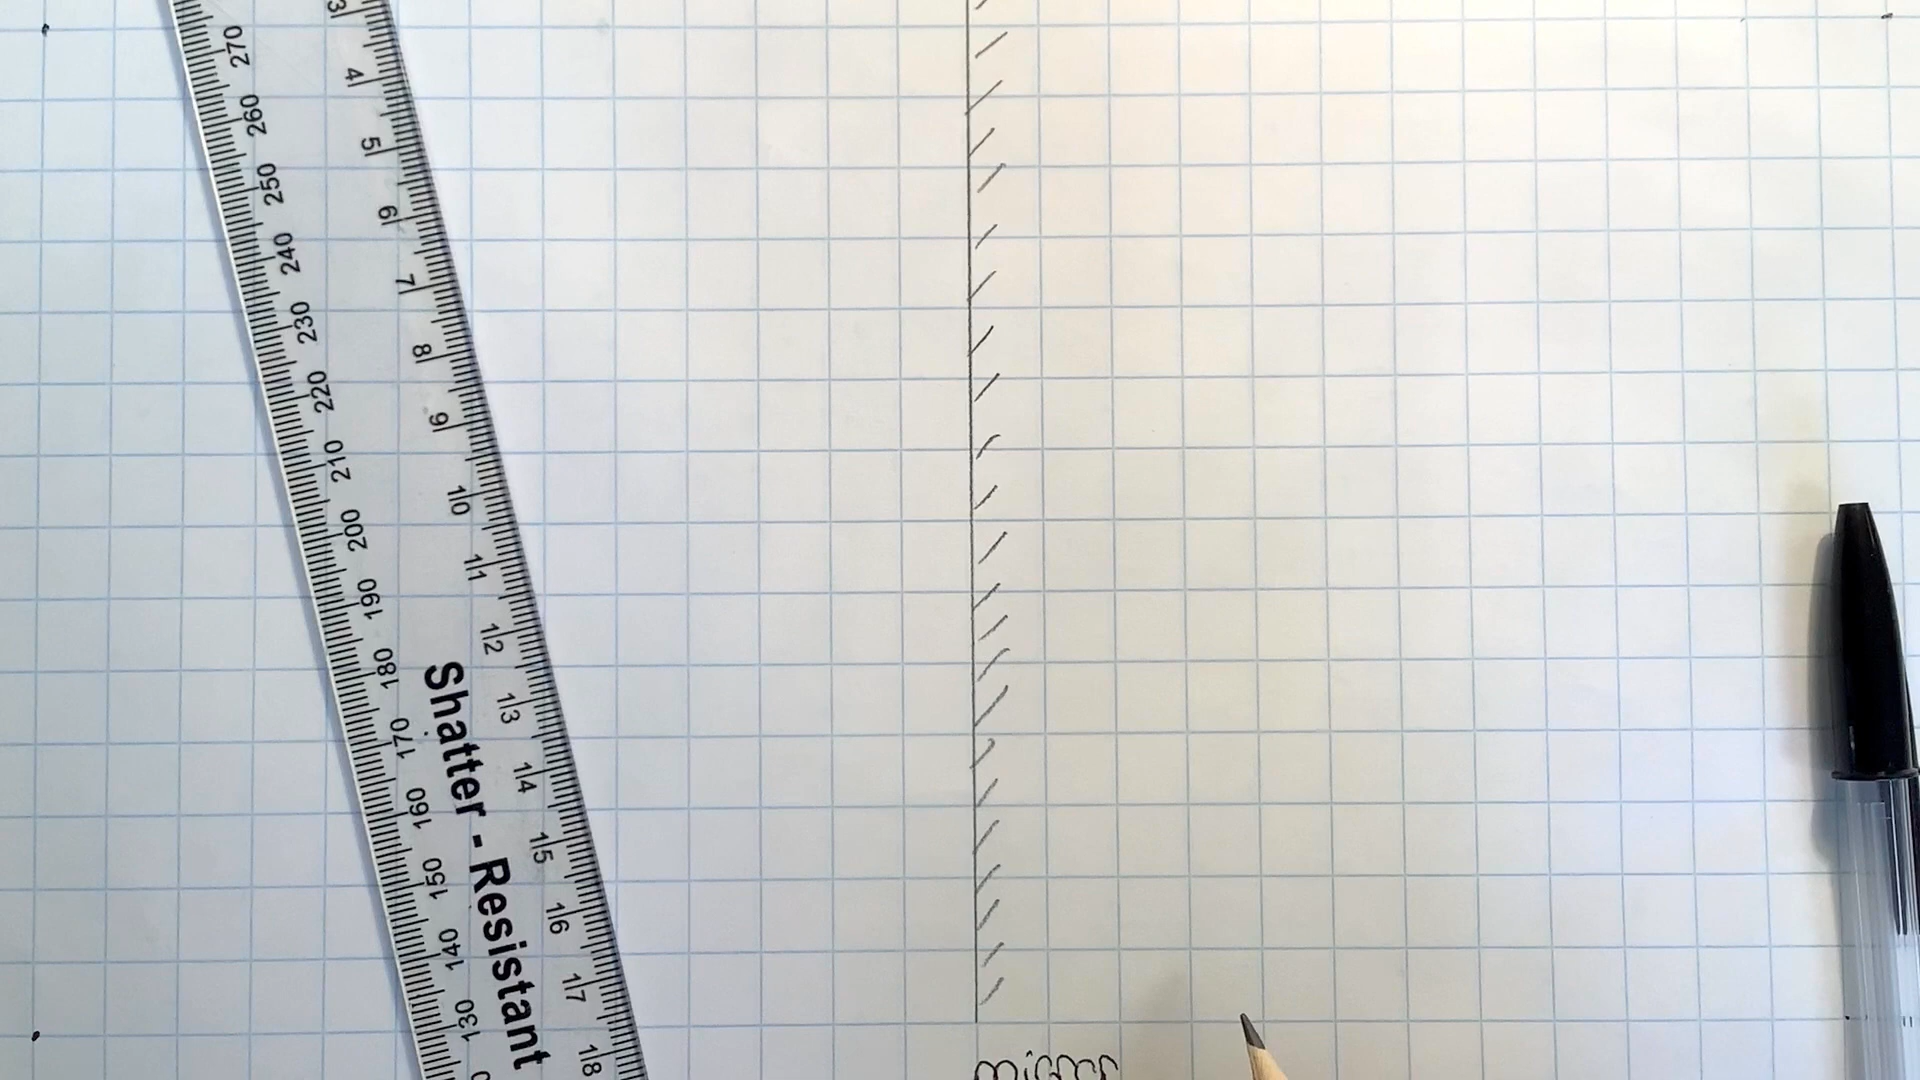 270 260 250 240 230 220 210 200 190 180 170 160 150 140 130
3 4 5 6 7 8 9 10 11 12 13 14 15 16 17 18
Shatter - Resistant
mirror